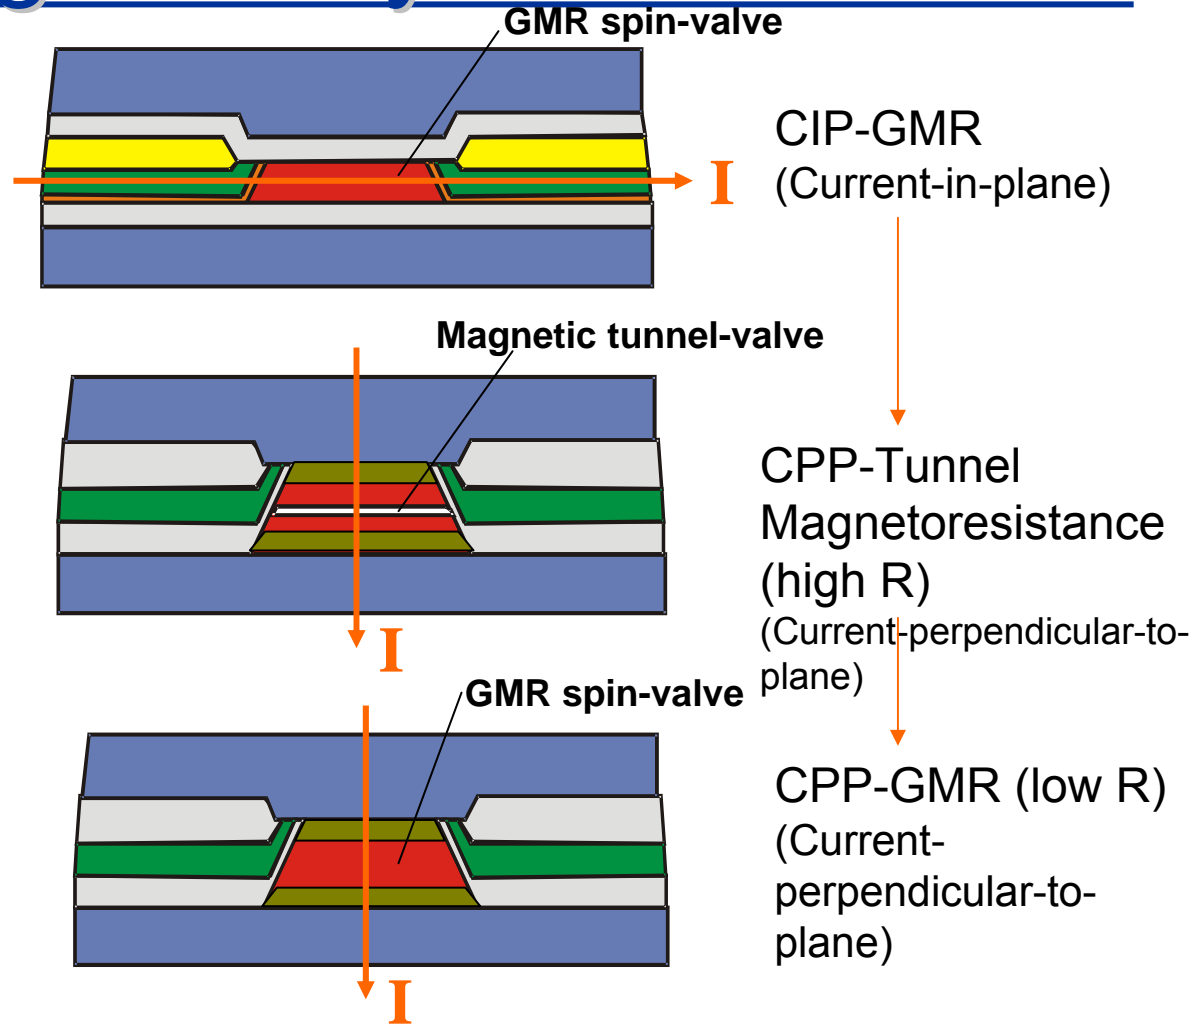 GMR spin-valve
CIP-GMR
(Current-in-plane)
I
Magnetic tunnel-valve
CPP-Tunnel
Magnetoresistance
(high R)
(Current-perpendicular-to-
plane)
I
GMR spin-valve
CPP-GMR (low R)
(Current-
perpendicular-to-
plane)
I